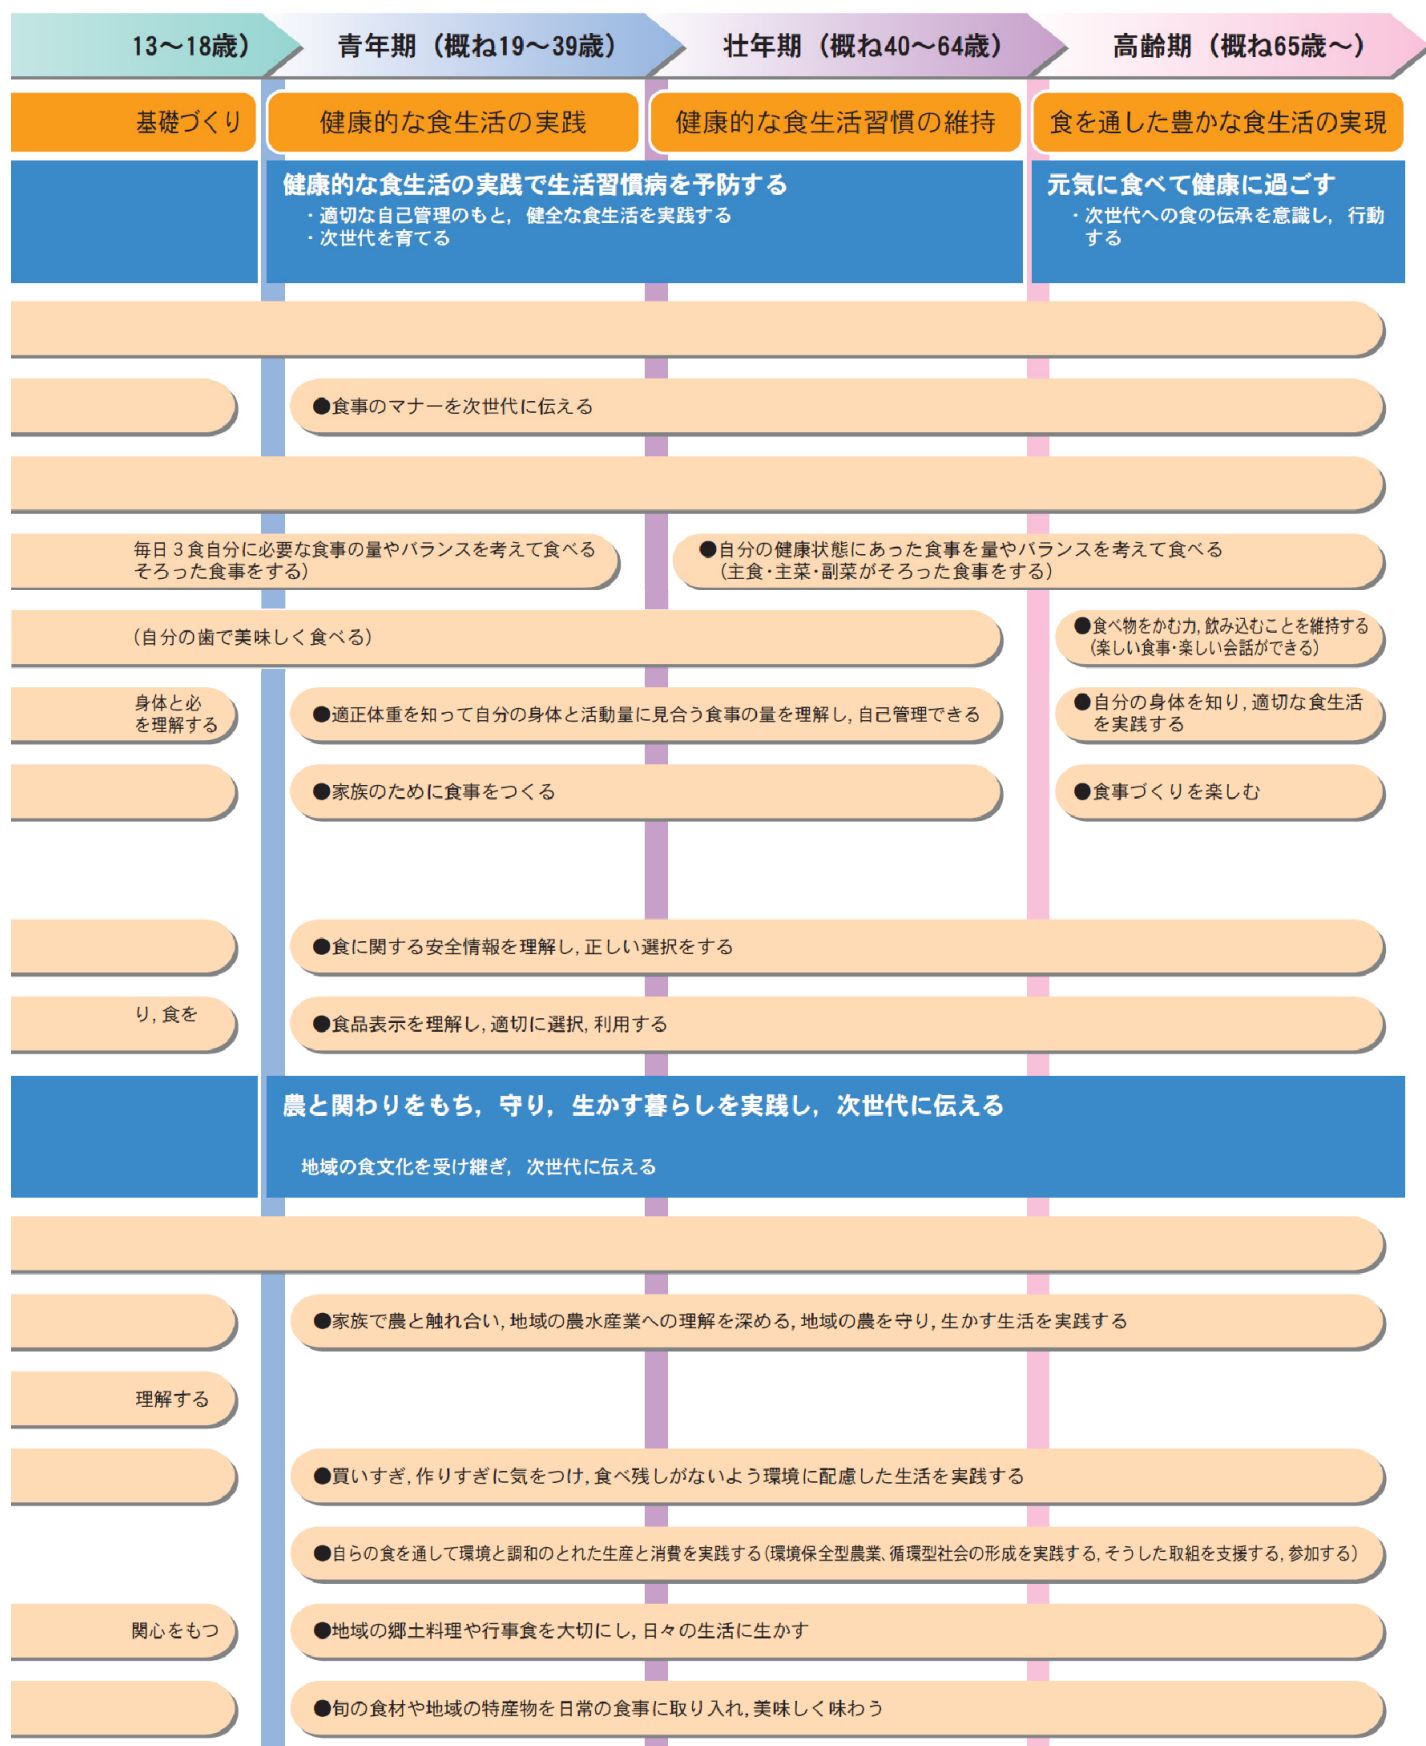 13～18歳）
青年期（概ね19～39歳）
壮年期（概ね40～64歳）
高齢期（概ね65歳～）
基礎づくり
健康的な食生活の実践
健康的な食生活習慣の維持
食を通した豊かな食生活の実現
健康的な食生活の実践で生活習慣病を予防する
・適切な自己管理のもと，健全な食生活を実践する
・次世代を育てる
元気に食べて健康に過ごす
・次世代への食の伝承を意識し，行動
する
●食事のマナーを次世代に伝える
毎日３食自分に必要な食事の量やバランスを考えて食べる
そろった食事をする）
●自分の健康状態にあった食事を量やバランスを考えて食べる
（主食・主菜・副菜がそろった食事をする）
（自分の歯で美味しく食べる）
●食べ物をかむ力，飲み込むことを維持する
（楽しい食事・楽しい会話ができる）
身体と必
を理解する
●適正体重を知って自分の身体と活動量に見合う食事の量を理解し，自己管理できる
●自分の身体を知り，適切な食生活
を実践する
●家族のために食事をつくる
●食事づくりを楽しむ
●食に関する安全情報を理解し，正しい選択をする
り，食を
●食品表示を理解し，適切に選択，利用する
農と関わりをもち，守り，生かす暮らしを実践し，次世代に伝える
地域の食文化を受け継ぎ，次世代に伝える
●家族で農と触れ合い，地域の農水産業への理解を深める，地域の農を守り，生かす生活を実践する
理解する
●買いすぎ，作りすぎに気をつけ，食べ残しがないよう環境に配慮した生活を実践する
●自らの食を通して環境と調和のとれた生産と消費を実践する（環境保全型農業、循環型社会の形成を実践する，そうした取組を支援する，参加する）
関心をもつ
●地域の郷土料理や行事食を大切にし，日々の生活に生かす
●旬の食材や地域の特産物を日常の食事に取り入れ，美味しく味わう